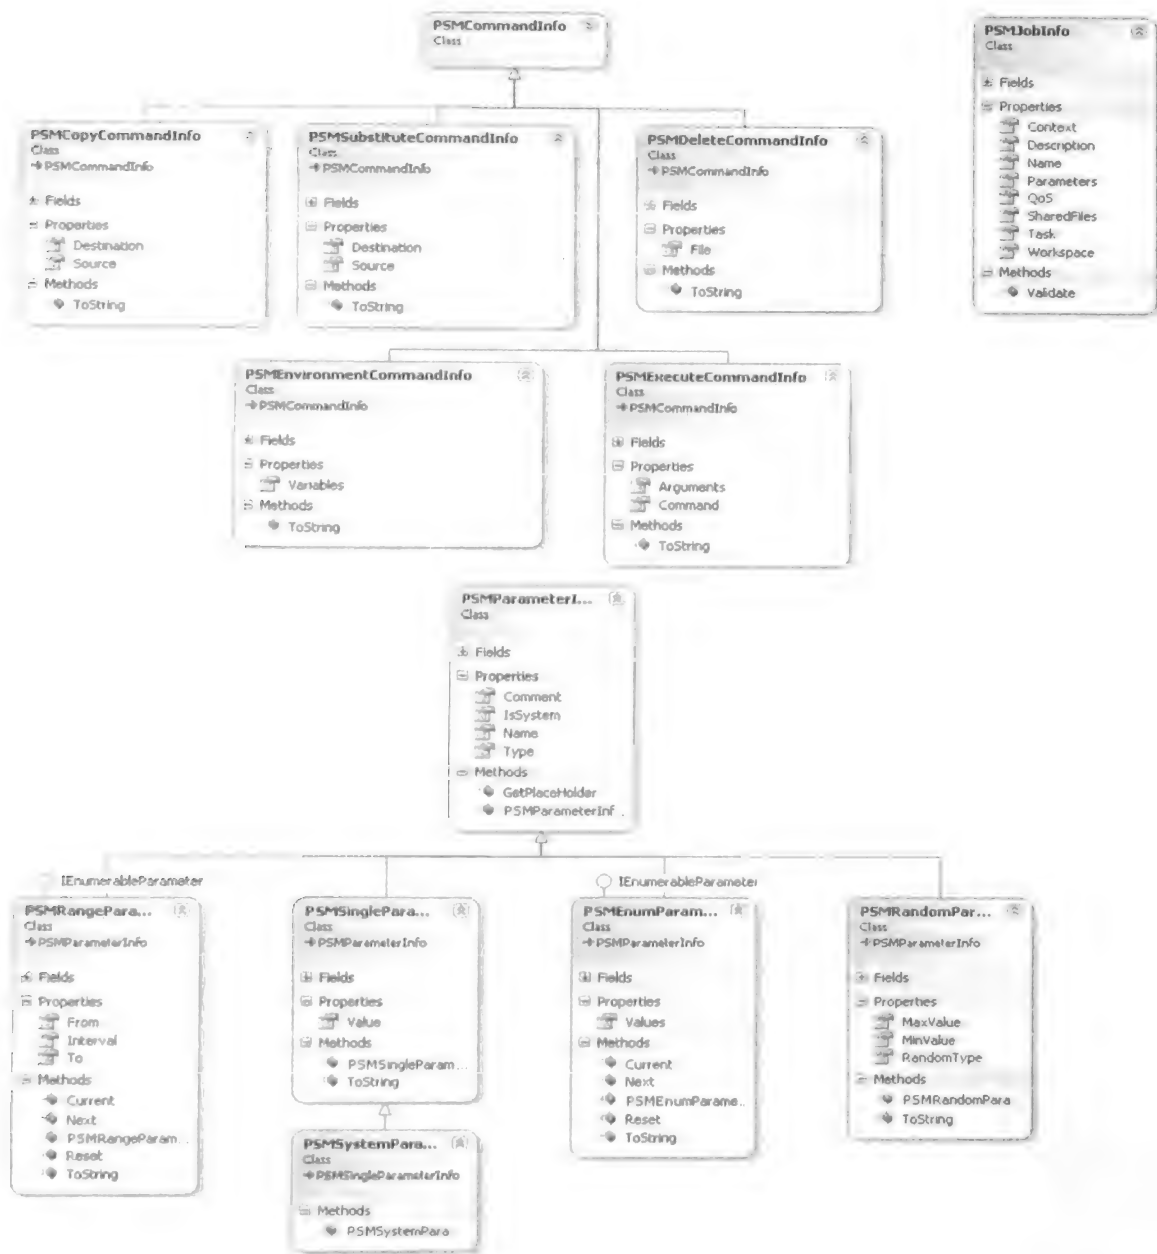 PSMCommandInfo
Class
PSMJobInfo
Class
Fields
Properties
Context
Description
Name
Parameters
QoS
SharedFiles
Task
Workspace
Methods
Validate
PSMCopyCommandInfo
Class
PSMCommandInfo
Fields
Properties
Destination
Source
Methods
ToString
PSMSubstituteCommandInfo
Class
PSMCommandInfo
Fields
Properties
Destination
Source
Methods
ToString
PSMDeleteCommandInfo
Class
PSMCommandInfo
Fields
Properties
File
Methods
ToString
PSMEnvironmentCommandInfo
Class
PSMCommandInfo
Fields
Properties
Variables
Methods
ToString
PSMExecuteCommandInfo
Class
PSMCommandInfo
Fields
Properties
Arguments
Command
Methods
ToString
PSMParameterI...
Class
Fields
Properties
Comment
IsSystem
Name
Type
Methods
GetPlaceHolder
PSMParameterInf...
IEnumerableParameter
PSMRangePara...
Class
PSMParameterInfo
Fields
Properties
From
Interval
To
Methods
Current
Next
PSMRangeParam...
Reset
ToString
PSMSinglePara...
Class
PSMParameterInfo
Fields
Properties
Value
Methods
PSMSingleParam...
ToString
PSMSystemPara...
Class
PSMSingleParameterInfo
Methods
PSMSystemPara
IEnumerableParameter
PSMEnumParam...
Class
PSMParameterInfo
Fields
Properties
Values
Methods
Current
Next
PSMEnumParame...
Reset
ToString
PSMRandomPar...
Class
PSMParameterInfo
Fields
Properties
MaxValue
MinValue
RandomType
Methods
PSMRandomPara
ToString